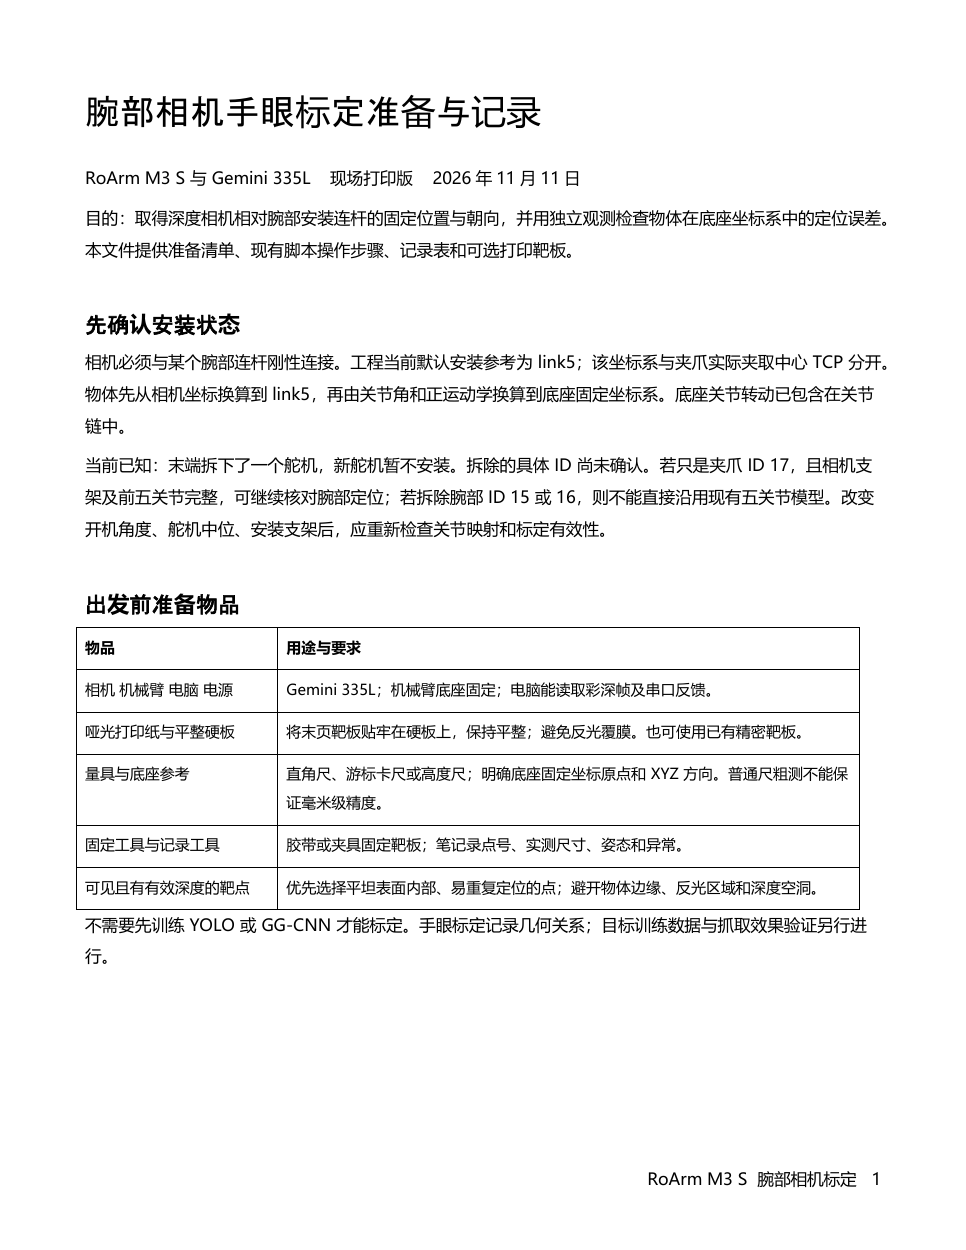 腕部相机手眼标定准备与记录
RoArm M3 S 与 Gemini 335L 现场打印版 2026 年 11 月 11 日
目的：取得深度相机相对腕部安装连杆的固定位置与朝向，并用独立观测检查物体在底座坐标系中的定位误差。
本文件提供准备清单、现有脚本操作步骤、记录表和可选打印靶板。
先确认安装状态
相机必须与某个腕部连杆刚性连接。工程当前默认安装参考为 link5；该坐标系与夹爪实际夹取中心 TCP 分开。
物体先从相机坐标换算到 link5，再由关节角和正运动学换算到底座固定坐标系。底座关节转动已包含在关节
链中。
当前已知：末端拆下了一个舵机，新舵机暂不安装。拆除的具体 ID 尚未确认。若只是夹爪 ID 17，且相机支
架及前五关节完整，可继续核对腕部定位；若拆除腕部 ID 15 或 16，则不能直接沿用现有五关节模型。改变
开机角度、舵机中位、安装支架后，应重新检查关节映射和标定有效性。
出发前准备物品
物品 用途与要求
相机 机械臂 电脑 电源 Gemini 335L；机械臂底座固定；电脑能读取彩深帧及串口反馈。
哑光打印纸与平整硬板 将末页靶板贴牢在硬板上，保持平整；避免反光覆膜。也可使用已有精密靶板。
量具与底座参考 直角尺、游标卡尺或高度尺；明确底座固定坐标原点和 XYZ 方向。普通尺粗测不能保
证毫米级精度。
固定工具与记录工具 胶带或夹具固定靶板；笔记录点号、实测尺寸、姿态和异常。
可见且有有效深度的靶点 优先选择平坦表面内部、易重复定位的点；避开物体边缘、反光区域和深度空洞。
不需要先训练 YOLO 或 GG-CNN 才能标定。手眼标定记录几何关系；目标训练数据与抓取效果验证另行进
行。
RoArm M3 S 腕部相机标定 1